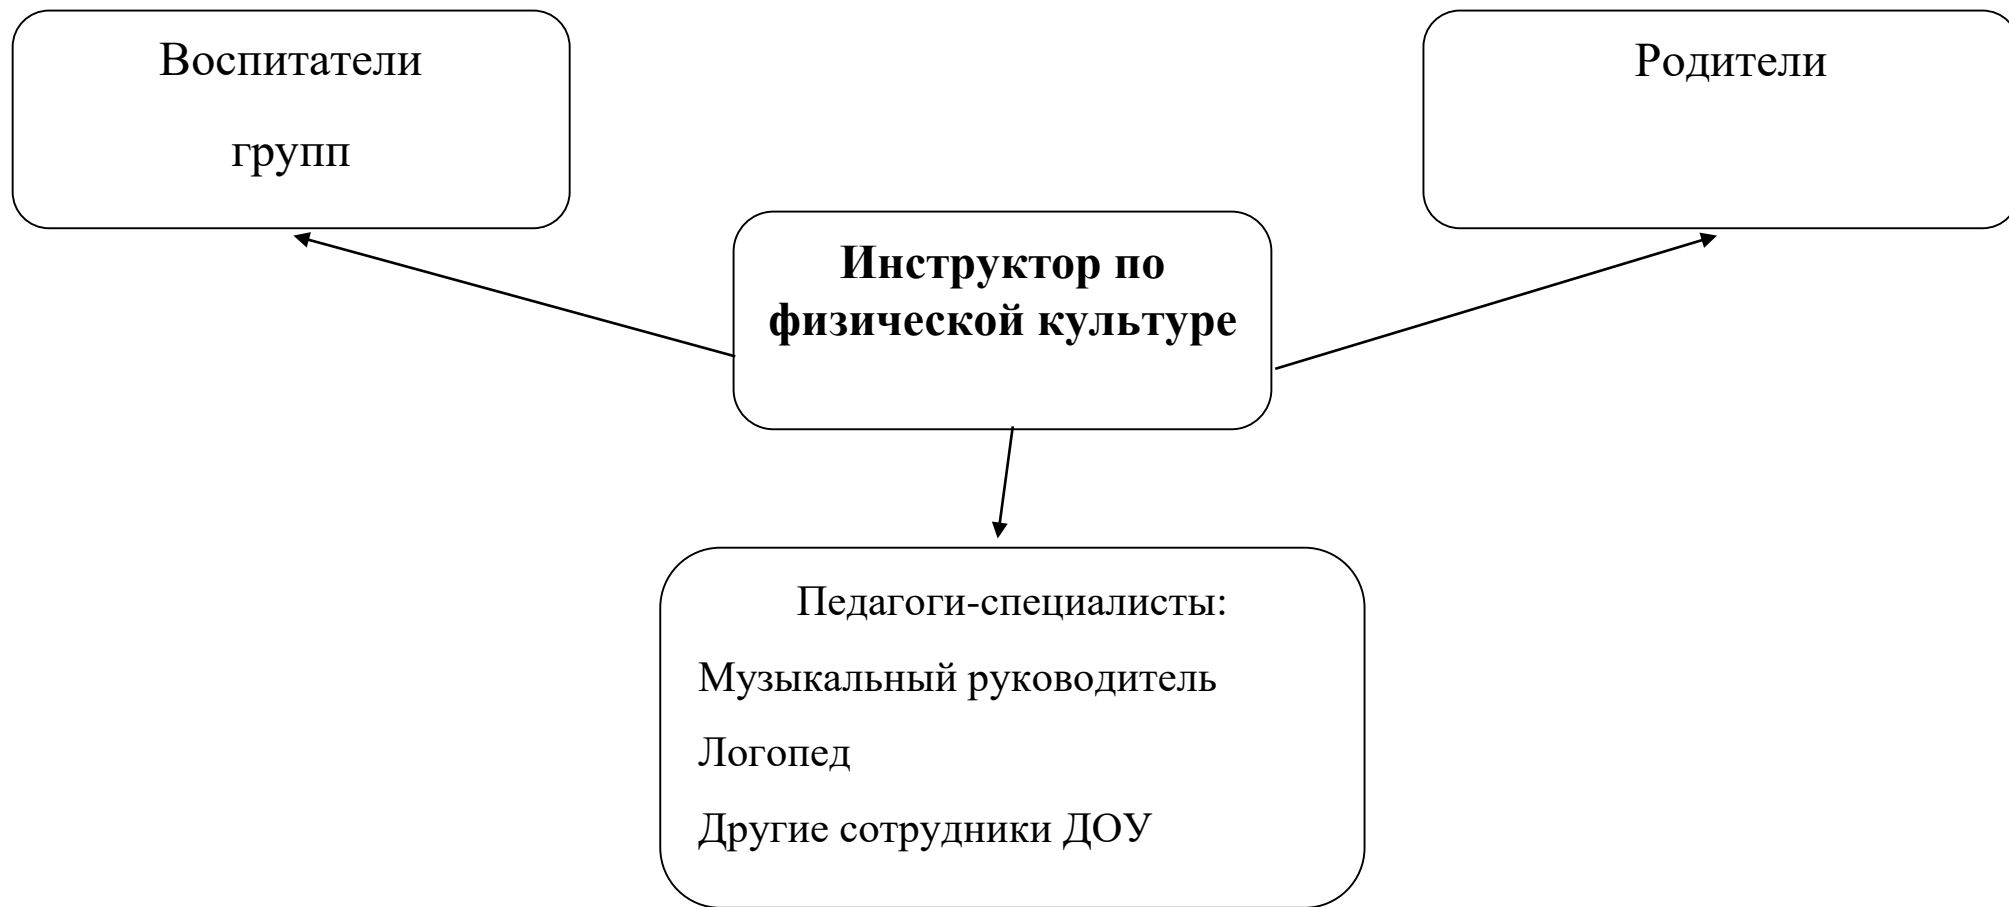 Воспитатели
групп
Родители
Инструктор по
физической культуре
Педагоги-специалисты:
Музыкальный руководитель
Логопед
Другие сотрудники ДОУ